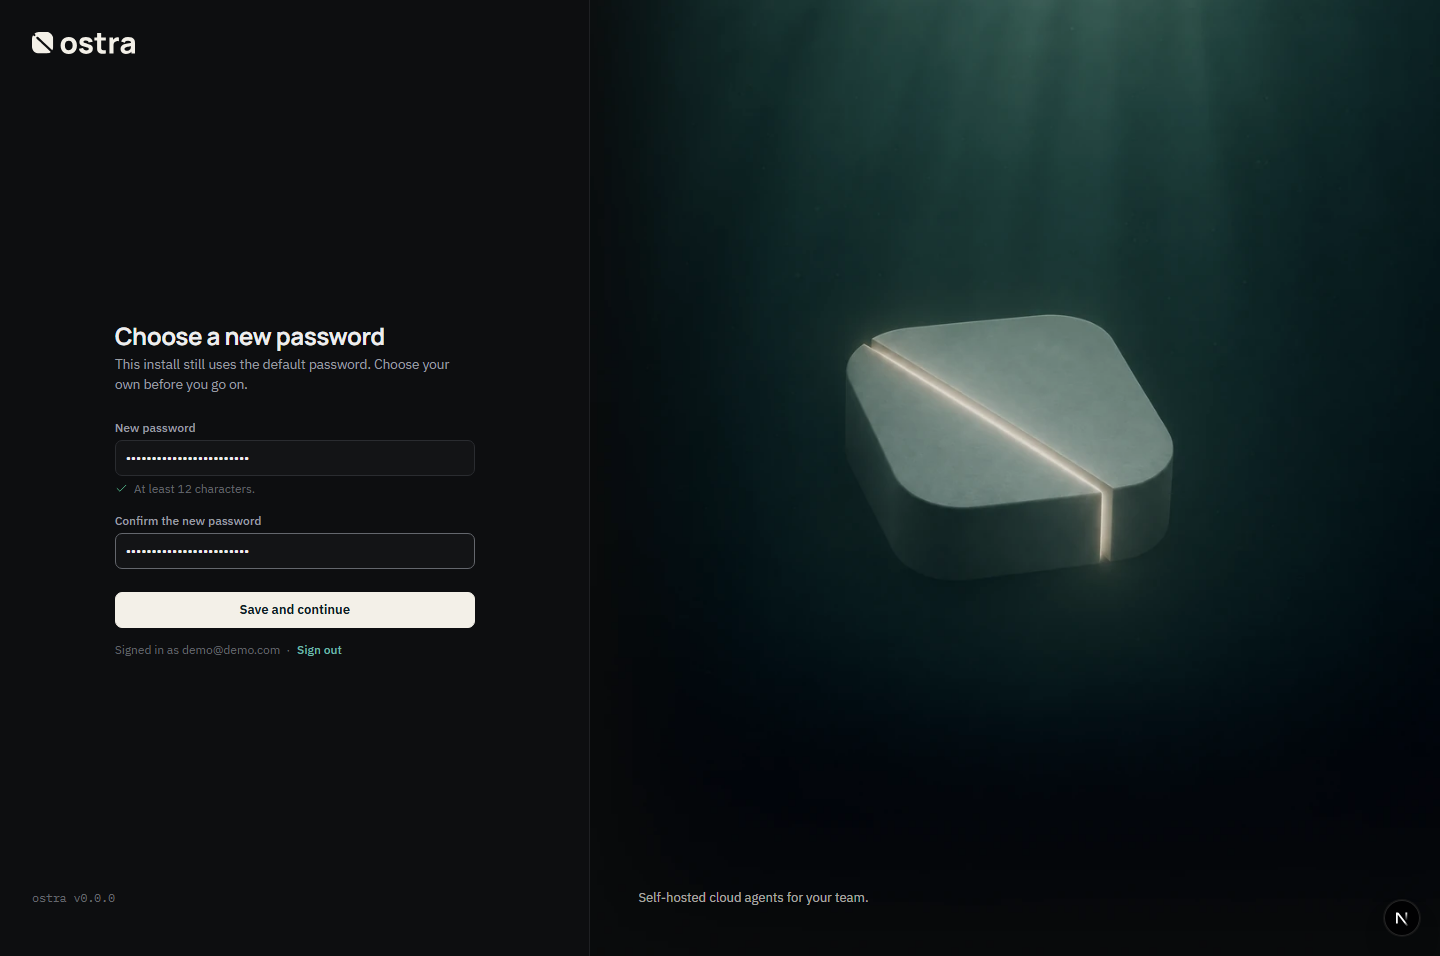 ostra
Choose a new password
This install still uses the default password. Choose your
own before you go on.
New password
••••••••••••••••••••••••
At least 12 characters.
Confirm the new password
••••••••••••••••••••••••
Save and continue
Signed in as demo@demo.com · Sign out
ostra v0.0.0
Self-hosted cloud agents for your team.
N